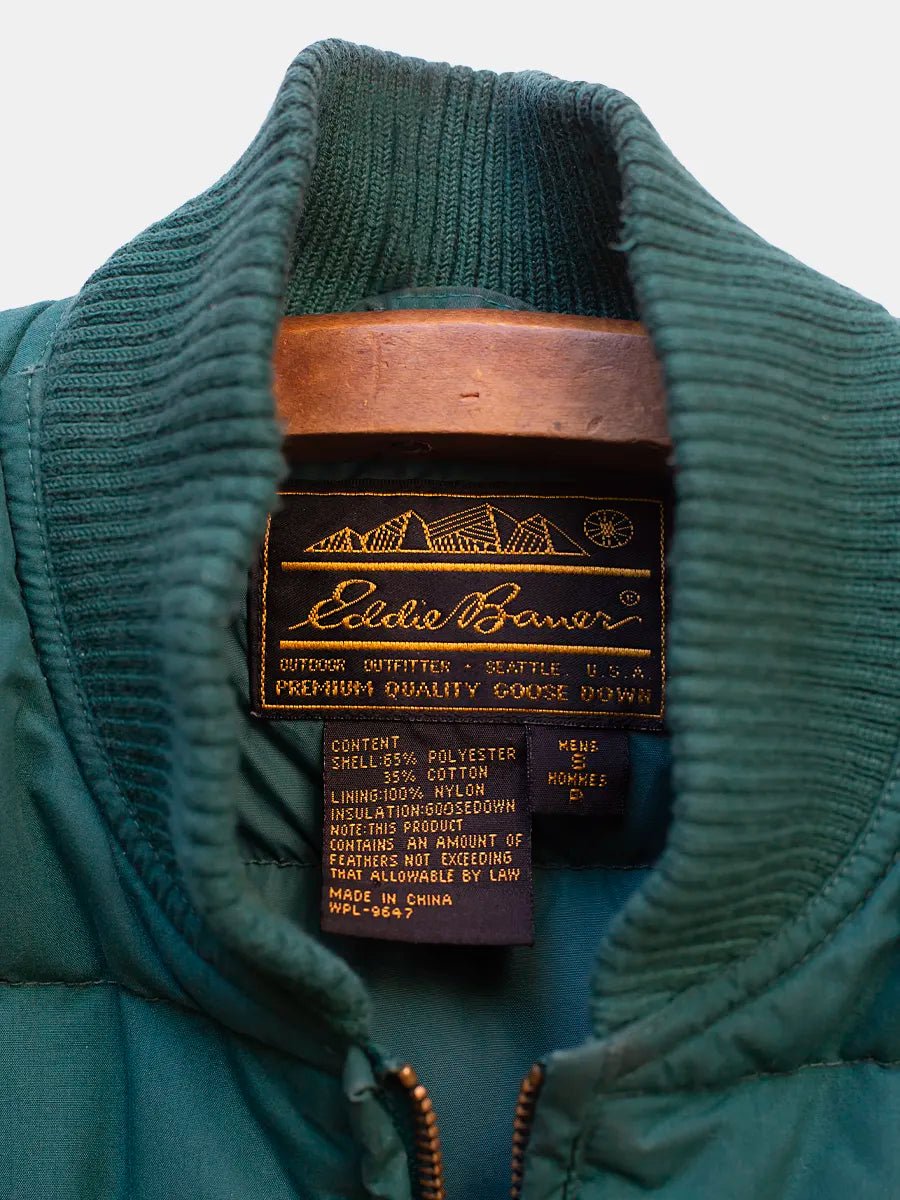 Eddie Bauer®
OUTDOOR OUTFITTER · SEATTLE, U.S.A
PREMIUM QUALITY GOOSE DOWN
CONTENT
SHELL:65% POLYESTER
35% COTTON
LINING:100% NYLON
INSULATION:GOOSEDOWN
NOTE:THIS PRODUCT
CONTAINS AN AMOUNT OF
FEATHERS NOT EXCEEDING
THAT ALLOWABLE BY LAW
MADE IN CHINA
WPL-9647
MENS
S
HOMMES
P